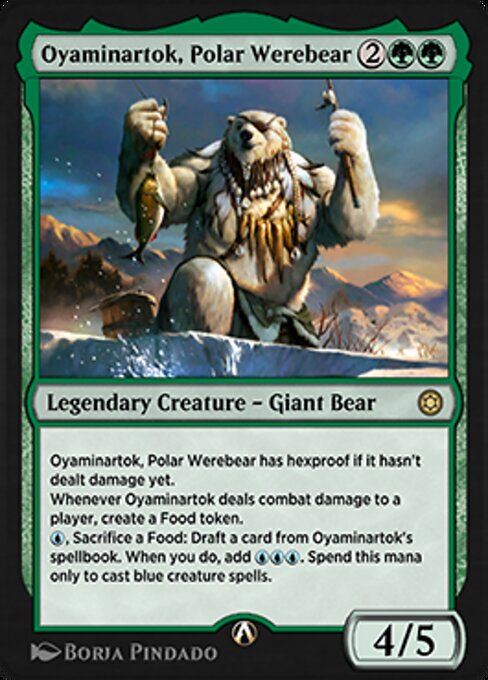 Oyaminartok, Polar Werebear 2
Legendary Creature – Giant Bear
Oyaminartok, Polar Werebear has hexproof if it hasn't
dealt damage yet.
Whenever Oyaminartok deals combat damage to a
player, create a Food token.
, Sacrifice a Food: Draft a card from Oyaminartok's
spellbook. When you do, add . Spend this mana
only to cast blue creature spells.
4/5
Borja Pindado